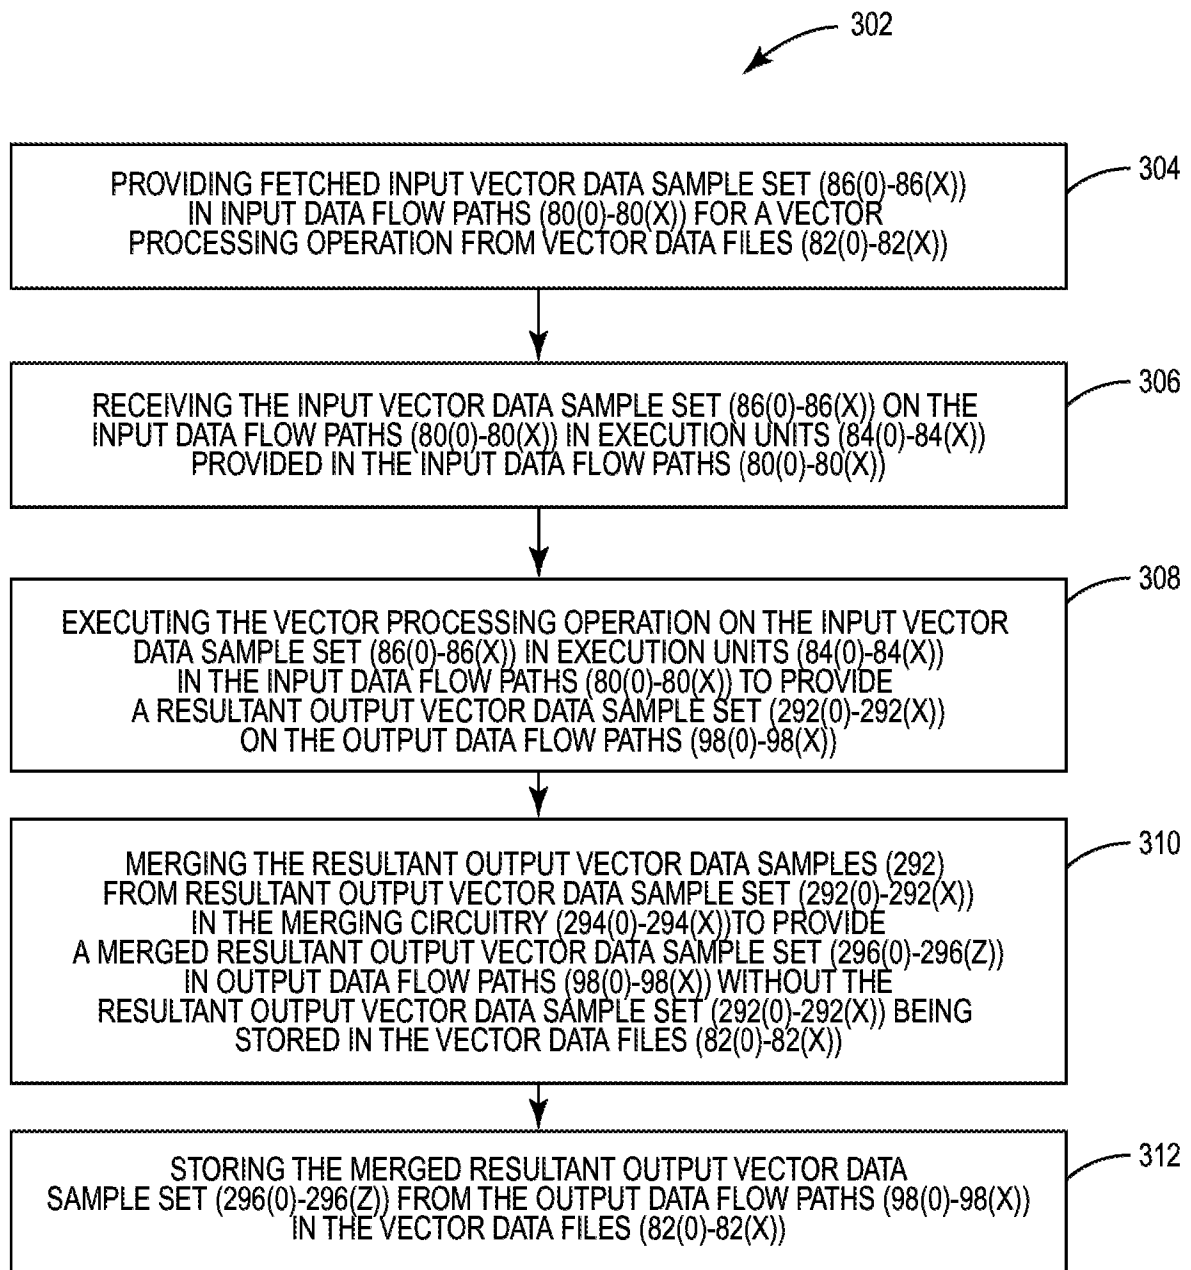 302
PROVIDING FETCHED INPUT VECTOR DATA SAMPLE SET (86(0)-86(X))
IN INPUT DATA FLOW PATHS (80(0)-80(X)) FOR A VECTOR
PROCESSING OPERATION FROM VECTOR DATA FILES (82(0)-82(X))
304
RECEIVING THE INPUT VECTOR DATA SAMPLE SET (86(0)-86(X)) ON THE
INPUT DATA FLOW PATHS (80(0)-80(X)) IN EXECUTION UNITS (84(0)-84(X))
PROVIDED IN THE INPUT DATA FLOW PATHS (80(0)-80(X))
306
EXECUTING THE VECTOR PROCESSING OPERATION ON THE INPUT VECTOR
DATA SAMPLE SET (86(0)-86(X)) IN EXECUTION UNITS (84(0)-84(X))
IN THE INPUT DATA FLOW PATHS (80(0)-80(X)) TO PROVIDE
A RESULTANT OUTPUT VECTOR DATA SAMPLE SET (292(0)-292(X))
ON THE OUTPUT DATA FLOW PATHS (98(0)-98(X))
308
MERGING THE RESULTANT OUTPUT VECTOR DATA SAMPLES (292)
FROM RESULTANT OUTPUT VECTOR DATA SAMPLE SET (292(0)-292(X))
IN THE MERGING CIRCUITRY (294(0)-294(X))TO PROVIDE
A MERGED RESULTANT OUTPUT VECTOR DATA SAMPLE SET (296(0)-296(Z))
IN OUTPUT DATA FLOW PATHS (98(0)-98(X)) WITHOUT THE
RESULTANT OUTPUT VECTOR DATA SAMPLE SET (292(0)-292(X)) BEING
STORED IN THE VECTOR DATA FILES (82(0)-82(X))
310
STORING THE MERGED RESULTANT OUTPUT VECTOR DATA
SAMPLE SET (296(0)-296(Z)) FROM THE OUTPUT DATA FLOW PATHS (98(0)-98(X))
IN THE VECTOR DATA FILES (82(0)-82(X))
312